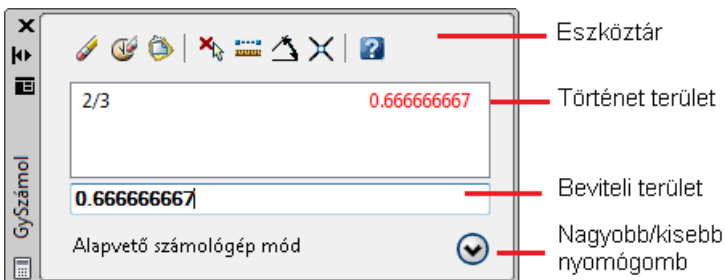 Eszköztár
2/3 0.666666667
Történet terület
0.666666667
Beviteli terület
GySzámol
Alapvető számológép mód
Nagyobb/kisebb
nyomógomb